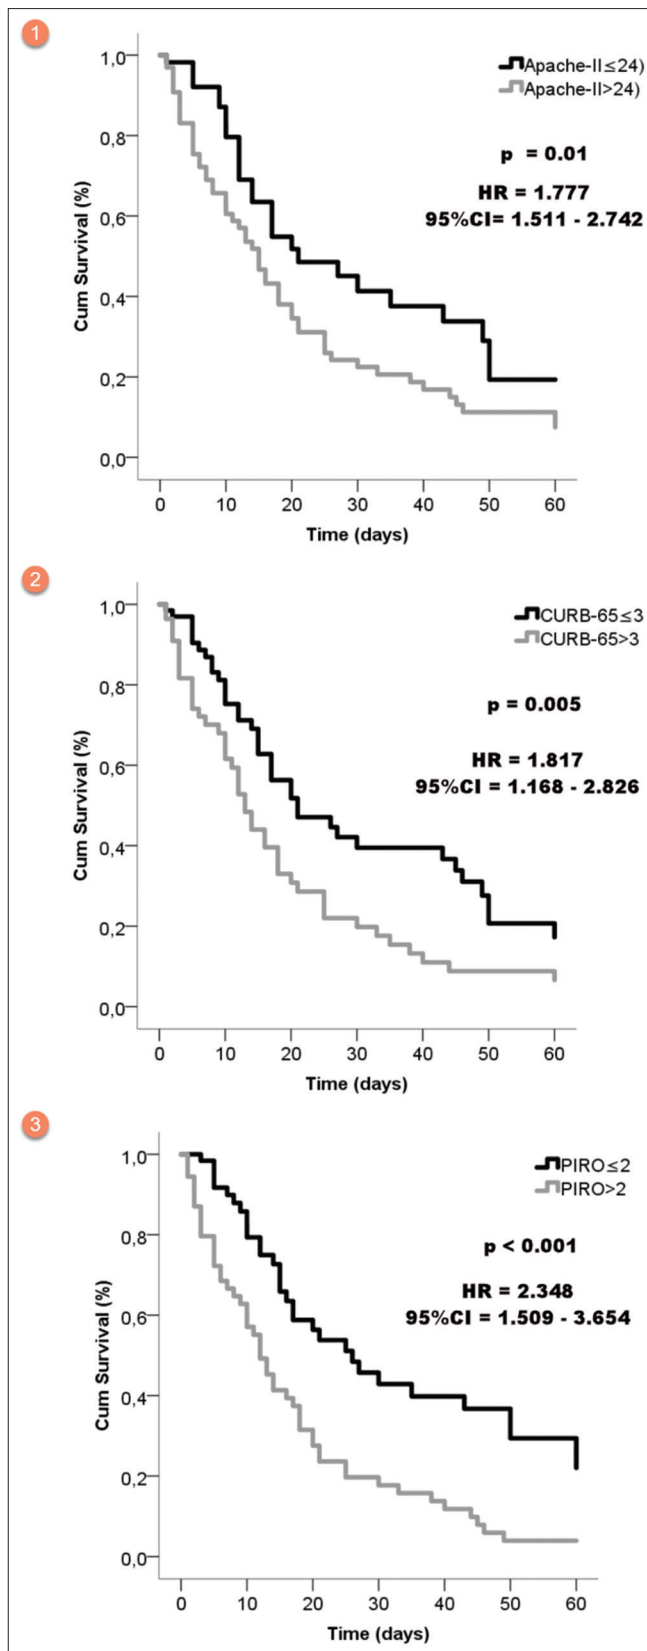 1
1,0
0,8
0,6
0,4
0,2
0,0
Cum Survival (%)
Apache-II≤24)
Apache-II>24)
p = 0.01
HR = 1.777
95%CI= 1.511 - 2.742
0 10 20 30 40 50 60
Time (days)
2
1,0
0,8
0,6
0,4
0,2
0,0
Cum Survival (%)
CURB-65≤3
CURB-65>3
p = 0.005
HR = 1.817
95%CI = 1.168 - 2.826
0 10 20 30 40 50 60
Time (days)
3
1,0
0,8
0,6
0,4
0,2
0,0
Cum Survival (%)
PIRO≤2
PIRO>2
p < 0.001
HR = 2.348
95%CI = 1.509 - 3.654
0 10 20 30 40 50 60
Time (days)